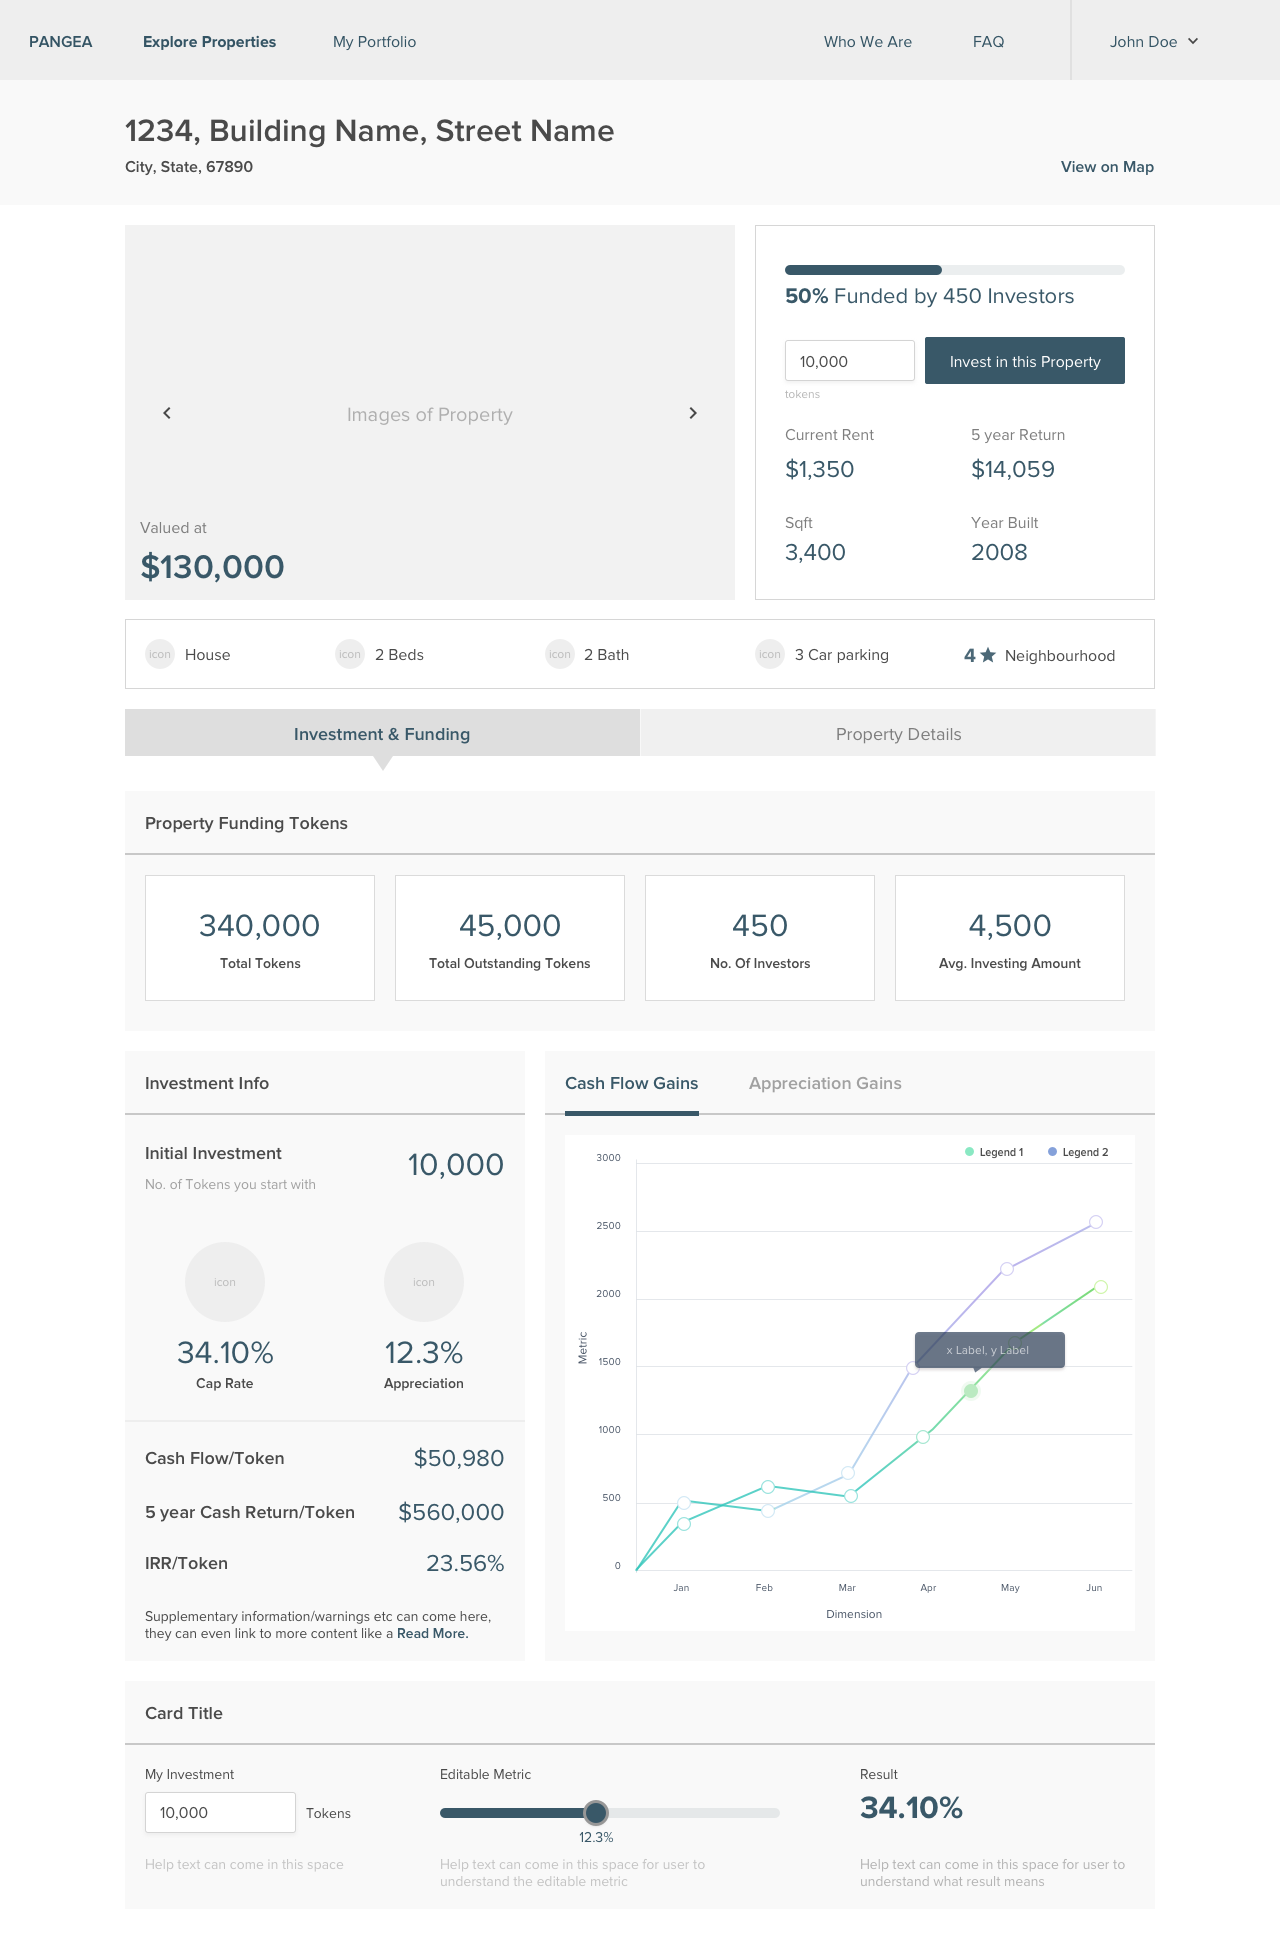 PANGEA
Explore Properties
My Portfolio
Who We Are
FAQ
John Doe
1234, Building Name, Street Name
City, State, 67890
View on Map
Images of Property
Valued at
$130,000
50% Funded by 450 Investors
10,000
Invest in this Property
tokens
Current Rent
5 year Return
$1,350
$14,059
Sqft
Year Built
3,400
2008
icon House
icon 2 Beds
icon 2 Bath
icon 3 Car parking
4 ★ Neighbourhood
Investment & Funding
Property Details
Property Funding Tokens
340,000
Total Tokens
45,000
Total Outstanding Tokens
450
No. Of Investors
4,500
Avg. Investing Amount
Investment Info
Initial Investment
10,000
No. of Tokens you start with
icon
icon
34.10%
12.3%
Cap Rate
Appreciation
Cash Flow/Token
$50,980
5 year Cash Return/Token
$560,000
IRR/Token
23.56%
Supplementary information/warnings etc can come here,
they can even link to more content like a Read More.
Cash Flow Gains
Appreciation Gains
Legend 1
Legend 2
3000
2500
2000
1500
1000
500
0
Metric
x Label, y Label
Jan
Feb
Mar
Apr
May
Jun
Dimension
Card Title
My Investment
10,000
Tokens
Help text can come in this space
Editable Metric
12.3%
Help text can come in this space for user to
understand the editable metric
Result
34.10%
Help text can come in this space for user to
understand what result means